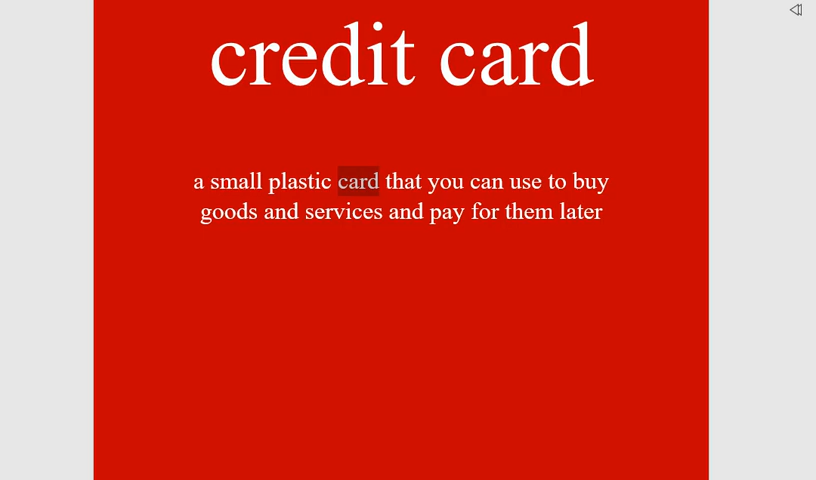 credit card
a small plastic card that you can use to buy
goods and services and pay for them later